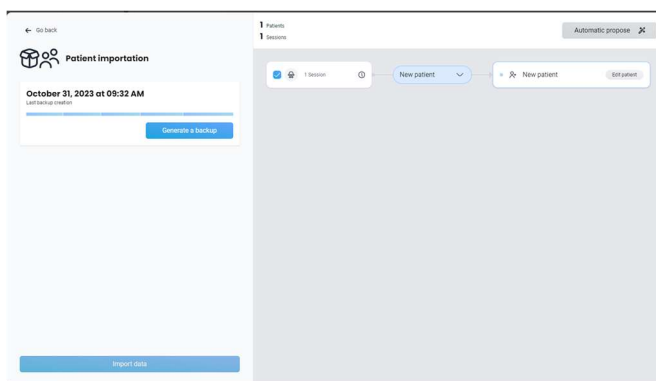 Go back
Patient importation
October 31, 2023 at 09:32 AM
Last backup creation
Generate a backup
Import data
1 Patients
1 Sessions
Automatic propose
1 Session
New patient
New patient
Edit patient